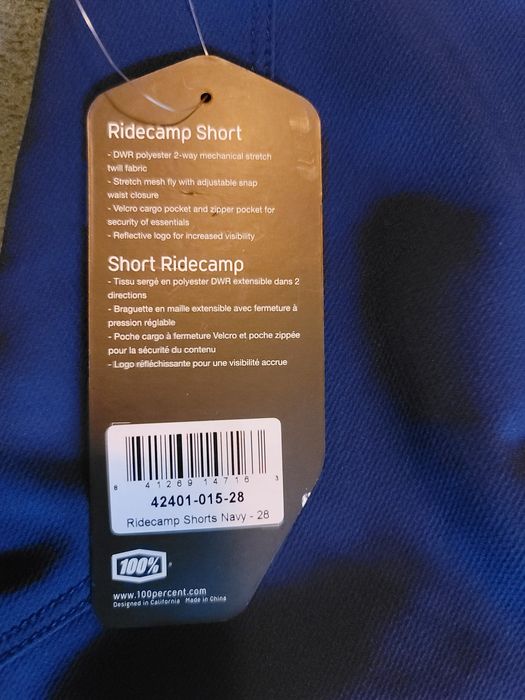 Ridecamp Short
- DWR polyester 2-way mechanical stretch
twill fabric
- Stretch mesh fly with adjustable snap
waist closure
- Velcro cargo pocket and zipper pocket for
security of essentials
- Reflective logo for increased visibility
Short Ridecamp
- Tissu sergé en polyester DWR extensible dans 2
directions
- Braguette en maille extensible avec fermeture à
pression réglable
- Poche cargo à fermeture Velcro et poche zippée
pour la sécurité du contenu
- Logo réfléchissante pour une visibilité accrue
8 41269 14716 3
42401-015-28
Ridecamp Shorts Navy - 28
100%
www.100percent.com
Designed in California Made in China